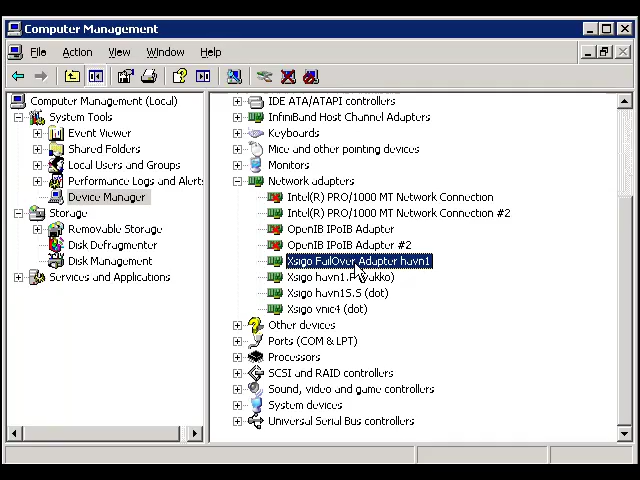 Computer Management
File Action View Window Help
Computer Management (Local)
System Tools
Event Viewer
Shared Folders
Local Users and Groups
Performance Logs and Alerts
Device Manager
Storage
Removable Storage
Disk Defragmenter
Disk Management
Services and Applications
IDE ATA/ATAPI controllers
InfiniBand Host Channel Adapters
Keyboards
Mice and other pointing devices
Monitors
Network adapters
Intel(R) PRO/1000 MT Network Connection
Intel(R) PRO/1000 MT Network Connection #2
OpenIB IPoIB Adapter
OpenIB IPoIB Adapter #2
Xsigo FailOver Adapter havn1
Xsigo havn1.P
Xsigo havn1S.S (dot)
Xsigo vnic4 (dot)
Other devices
Ports (COM & LPT)
Processors
SCSI and RAID controllers
Sound, video and game controllers
System devices
Universal Serial Bus controllers